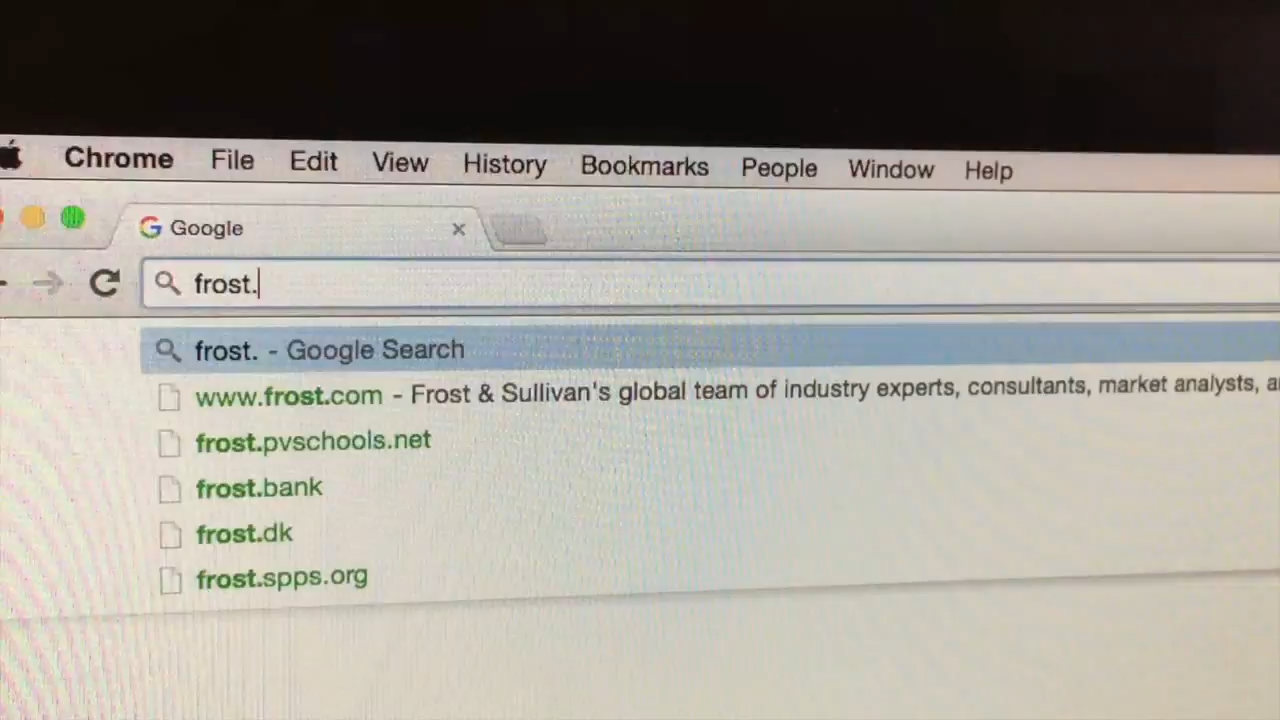 Chrome File Edit View History Bookmarks People Window Help
Google
frost.
frost. - Google Search
www.frost.com - Frost & Sullivan's global team of industry experts, consultants, market analysts,
frost.pvschools.net
frost.bank
frost.dk
frost.spps.org